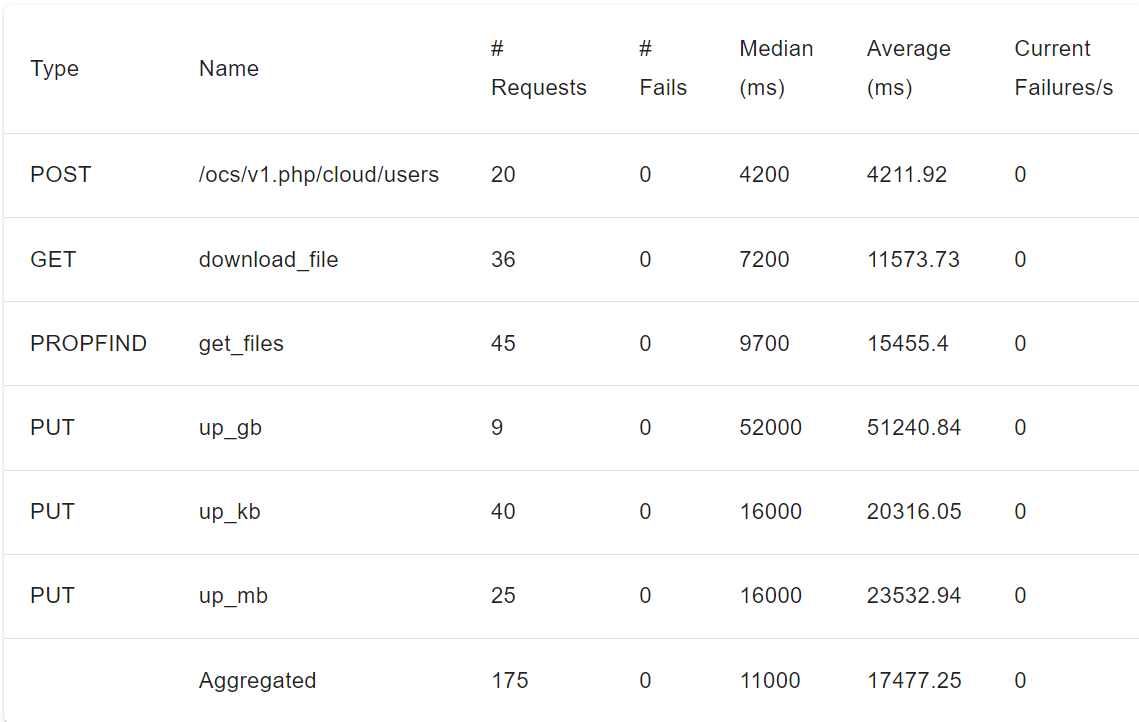 Type Name # Requests # Fails Median (ms) Average (ms) Current Failures/s
POST /ocs/v1.php/cloud/users 20 0 4200 4211.92 0
GET download_file 36 0 7200 11573.73 0
PROPFIND get_files 45 0 9700 15455.4 0
PUT up_gb 9 0 52000 51240.84 0
PUT up_kb 40 0 16000 20316.05 0
PUT up_mb 25 0 16000 23532.94 0
Aggregated 175 0 11000 17477.25 0